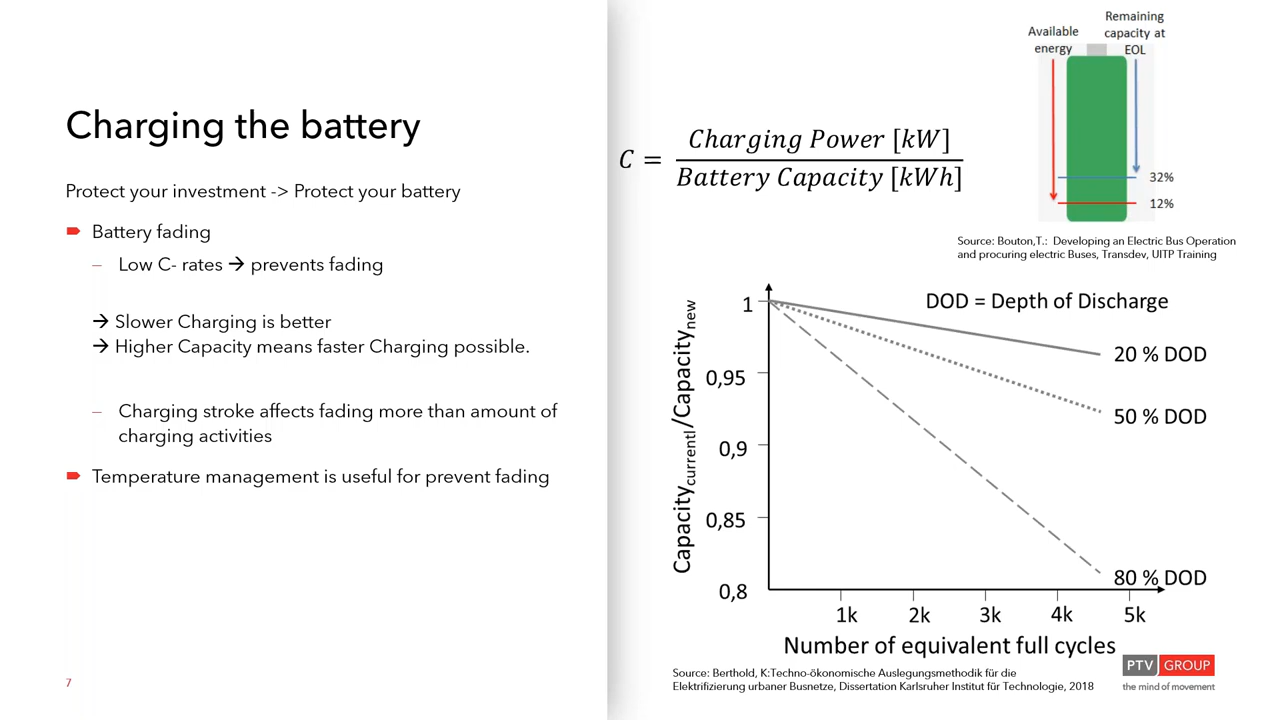 Charging the battery
Protect your investment -> Protect your battery
Battery fading
– Low C- rates → prevents fading
→ Slower Charging is better
→ Higher Capacity means faster Charging possible.
– Charging stroke affects fading more than amount of
charging activities
Temperature management is useful for prevent fading
7
C = Charging Power [kW]
Battery Capacity [kWh]
Available
energy
Remaining
capacity at
EOL
32%
12%
Source: Bouton,T.: Developing an Electric Bus Operation
and procuring electric Buses, Transdev, UITP Training
DOD = Depth of Discharge
Capacitycurrentl/Capacitynew
1
0,95
0,9
0,85
0,8
20 % DOD
50 % DOD
80 % DOD
1k 2k 3k 4k 5k
Number of equivalent full cycles
Source: Berthold, K:Techno-ökonomische Auslegungsmethodik für die
Elektrifizierung urbaner Busnetze, Dissertation Karlsruher Institut für Technologie, 2018
PTV GROUP
the mind of movement